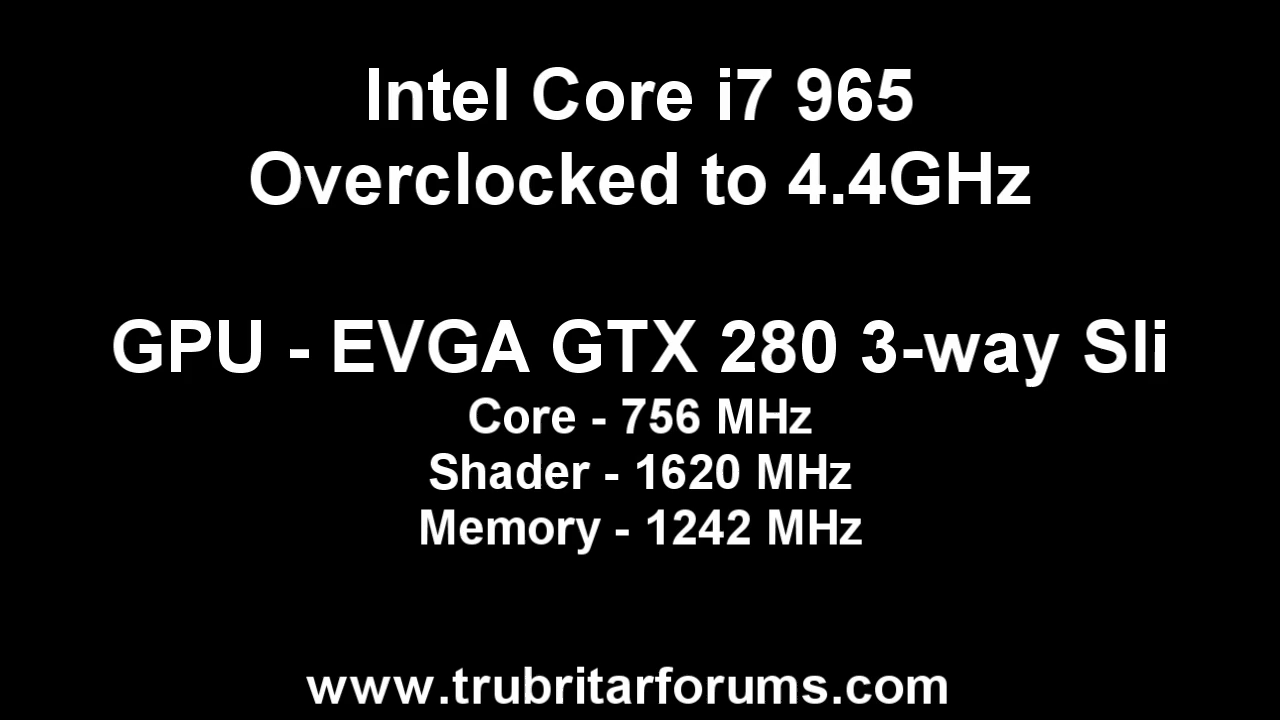 Intel Core i7 965
Overclocked to 4.4GHz
GPU - EVGA GTX 280 3-way Sli
Core - 756 MHz
Shader - 1620 MHz
Memory - 1242 MHz
www.trubritarforums.com